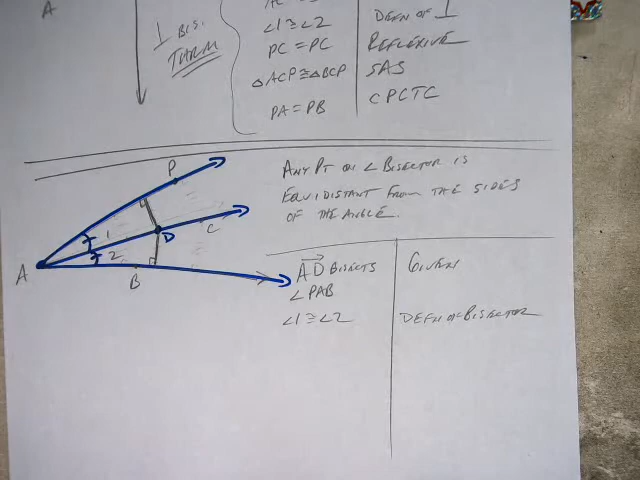 A
⊥ BIS.
THRM
∠1 ≅ ∠2
DEFN OF ⊥
PC = PC
REFLEXIVE
△ACP ≅ △BCP
SAS
PA = PB
CPCTC
P
ANY PT ON ∠ BISECTOR IS
EQUIDISTANT FROM THE SIDES
OF THE ANGLE.
1
C
D
2
A
B
AD BISECTS
GIVEN
∠PAB
∠1 ≅ ∠2
DEFN OF BISECTOR